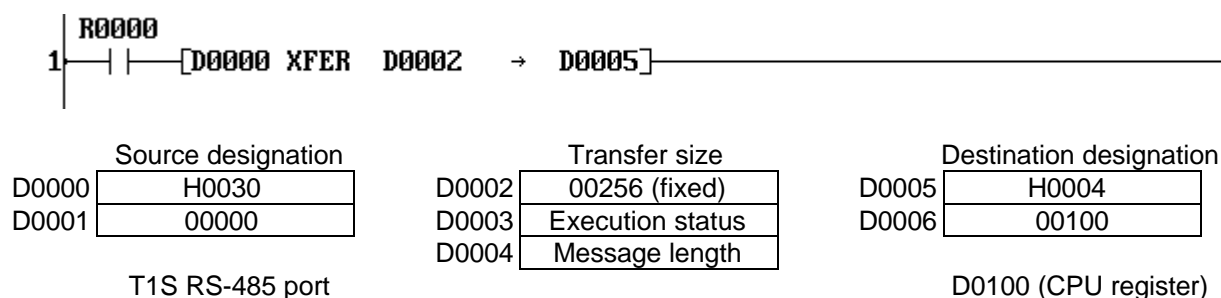 R0000
1 [D0000 XFER D0002 → D0005]
Source designation Transfer size Destination designation
D0000 H0030 D0002 00256 (fixed) D0005 H0004
D0001 00000 D0003 Execution status D0006 00100
D0004 Message length
T1S RS-485 port D0100 (CPU register)